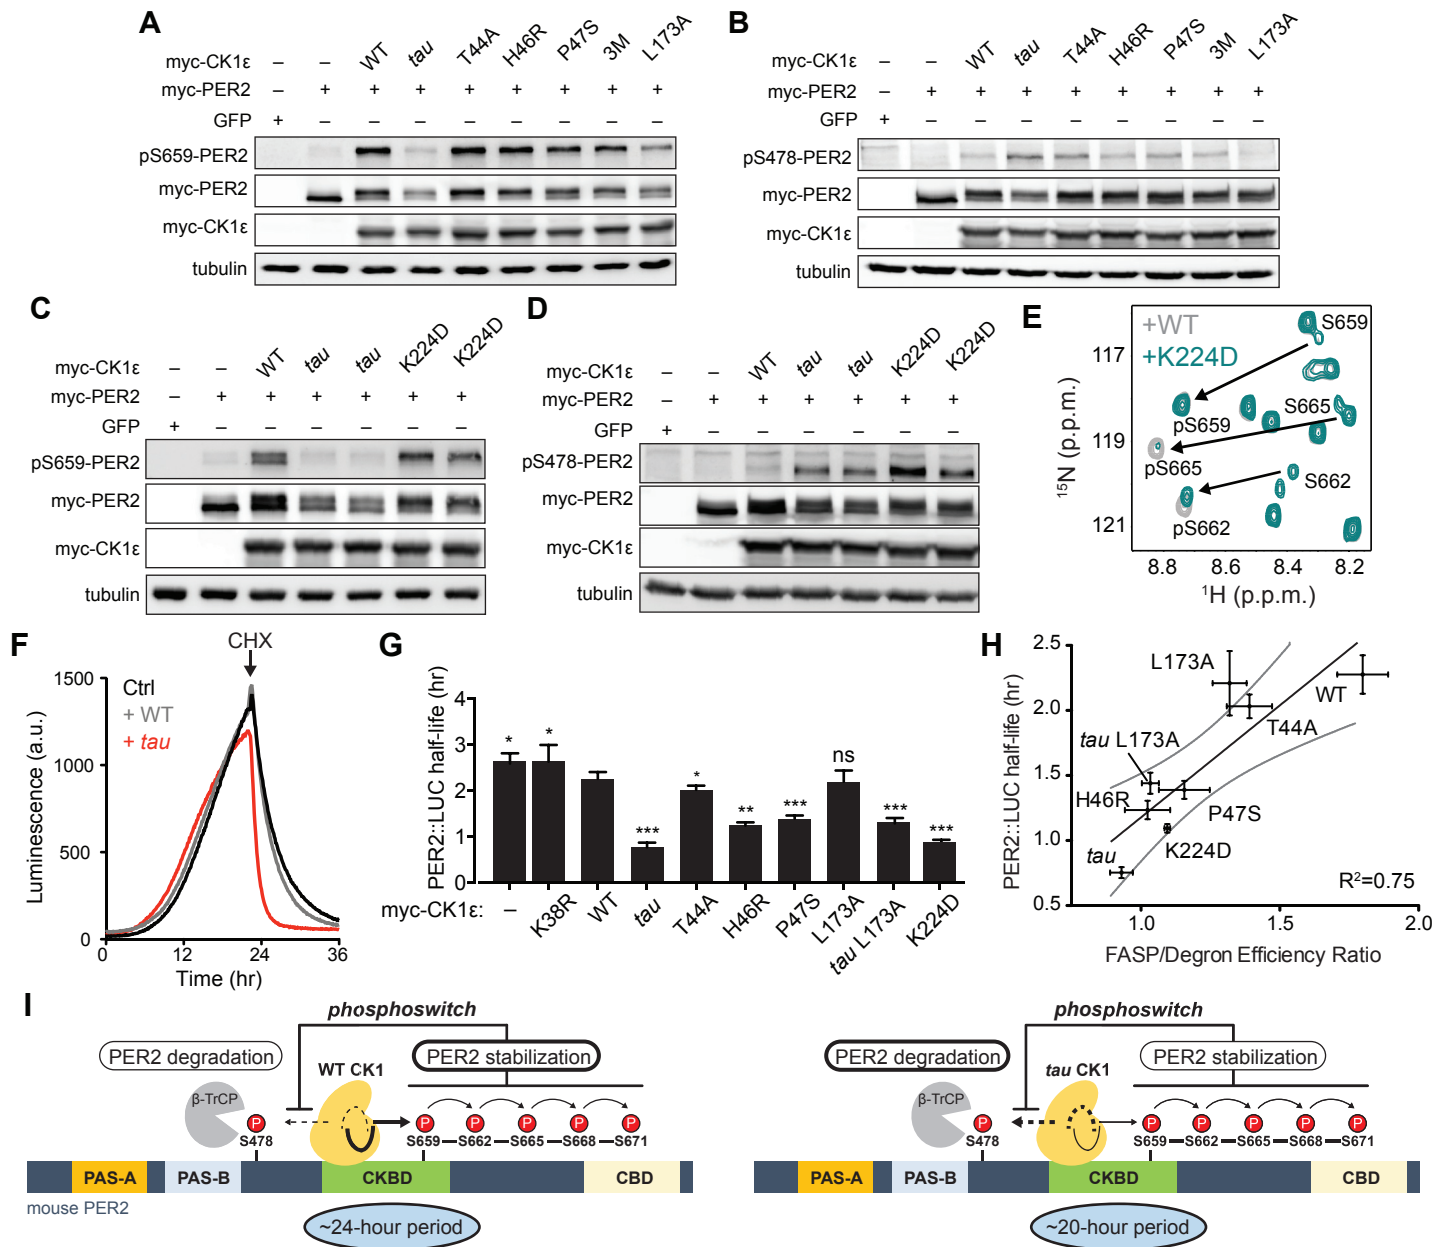 A
WT tau T44A H46R P47S 3M L173A
myc-CK1ε – –
myc-PER2 – + + + + + + + +
GFP + – – – – – – – –
pS659-PER2
myc-PER2
myc-CK1ε
tubulin
B
WT tau T44A H46R P47S 3M L173A
myc-CK1ε – –
myc-PER2 – + + + + + + + +
GFP + – – – – – – – –
pS478-PER2
myc-PER2
myc-CK1ε
tubulin
C
WT tau tau K224D K224D
myc-CK1ε – –
myc-PER2 – + + + + + +
GFP + – – – – – –
pS659-PER2
myc-PER2
myc-CK1ε
tubulin
D
WT tau tau K224D K224D
myc-CK1ε – –
myc-PER2 – + + + + + +
GFP + – – – – – –
pS478-PER2
myc-PER2
myc-CK1ε
tubulin
E
+WT
+K224D
S659
pS659
S665
pS665
S662
pS662
117
119
121
15N (p.p.m.)
8.8 8.6 8.4 8.2
1H (p.p.m.)
F
CHX
Ctrl
+ WT
+ tau
1500
1000
500
0
Luminescence (a.u.)
0 12 24 36
Time (hr)
G
PER2::LUC half-life (hr)
4
3
2
1
0
* * *** * ** *** ns *** ***
myc-CK1ε: – K38R WT tau T44A H46R P47S L173A tau L173A K224D
H
PER2::LUC half-life (hr)
2.5
2.0
1.5
1.0
0.5
L173A
WT
T44A
tau L173A
H46R
P47S
K224D
tau
R2=0.75
1.0 1.5 2.0
FASP/Degron Efficiency Ratio
I
phosphoswitch
PER2 degradation
PER2 stabilization
WT CK1
β-TrCP
P P P P P P
S478 S659 S662 S665 S668 S671
PAS-A PAS-B CKBD CBD
mouse PER2
~24-hour period
phosphoswitch
PER2 degradation
PER2 stabilization
tau CK1
β-TrCP
P P P P P P
S478 S659 S662 S665 S668 S671
PAS-A PAS-B CKBD CBD
~20-hour period